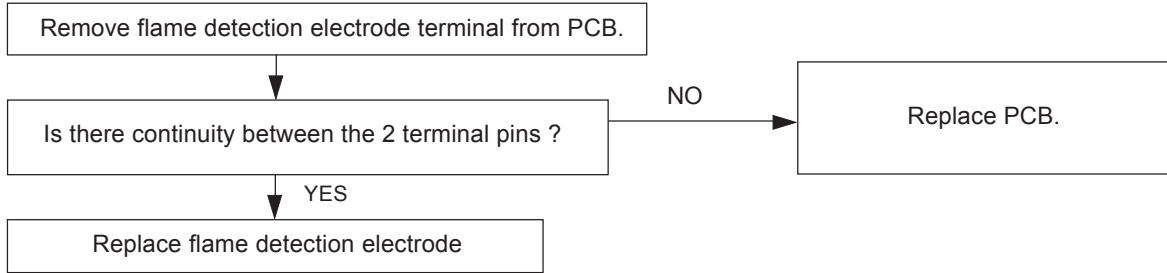 Remove flame detection electrode terminal from PCB.
Is there continuity between the 2 terminal pins ?
NO
Replace PCB.
YES
Replace flame detection electrode